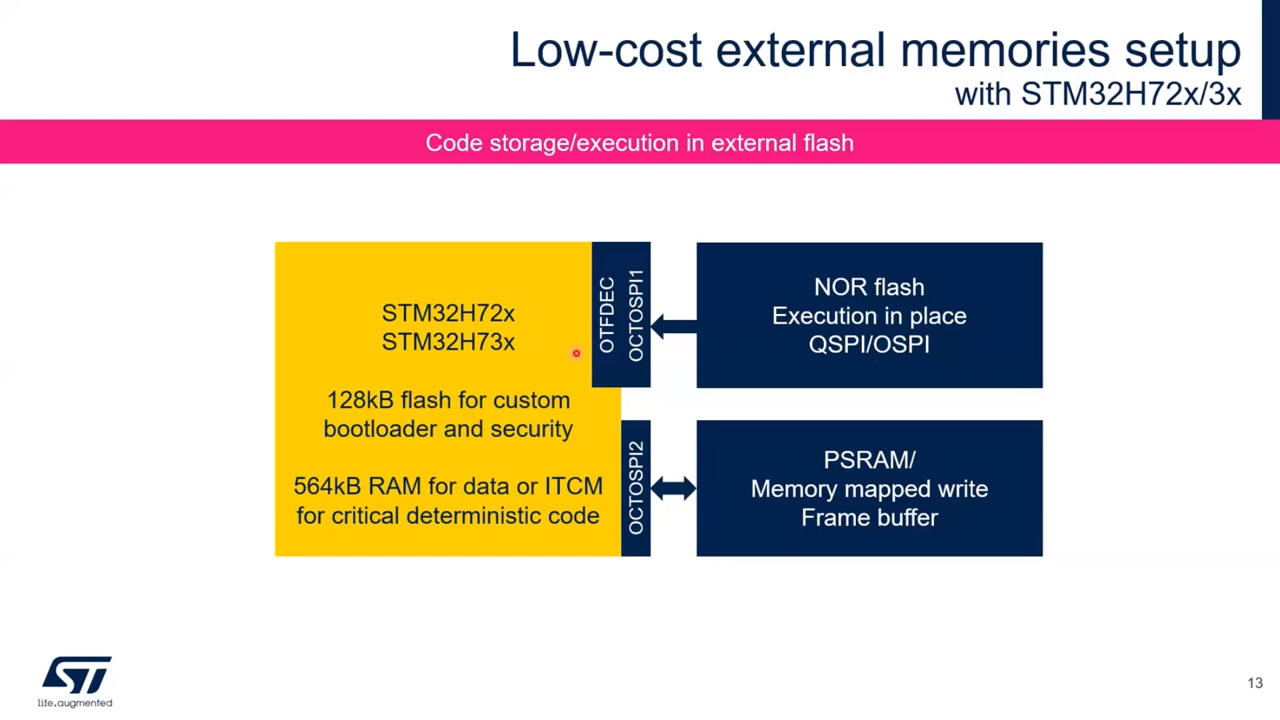 Low-cost external memories setup
with STM32H72x/3x
Code storage/execution in external flash
STM32H72x
STM32H73x
128kB flash for custom
bootloader and security
564kB RAM for data or ITCM
for critical deterministic code
OTFDEC
OCTOSPI1
NOR flash
Execution in place
QSPI/OSPI
OCTOSPI2
PSRAM/
Memory mapped write
Frame buffer
ST
life.augmented
13